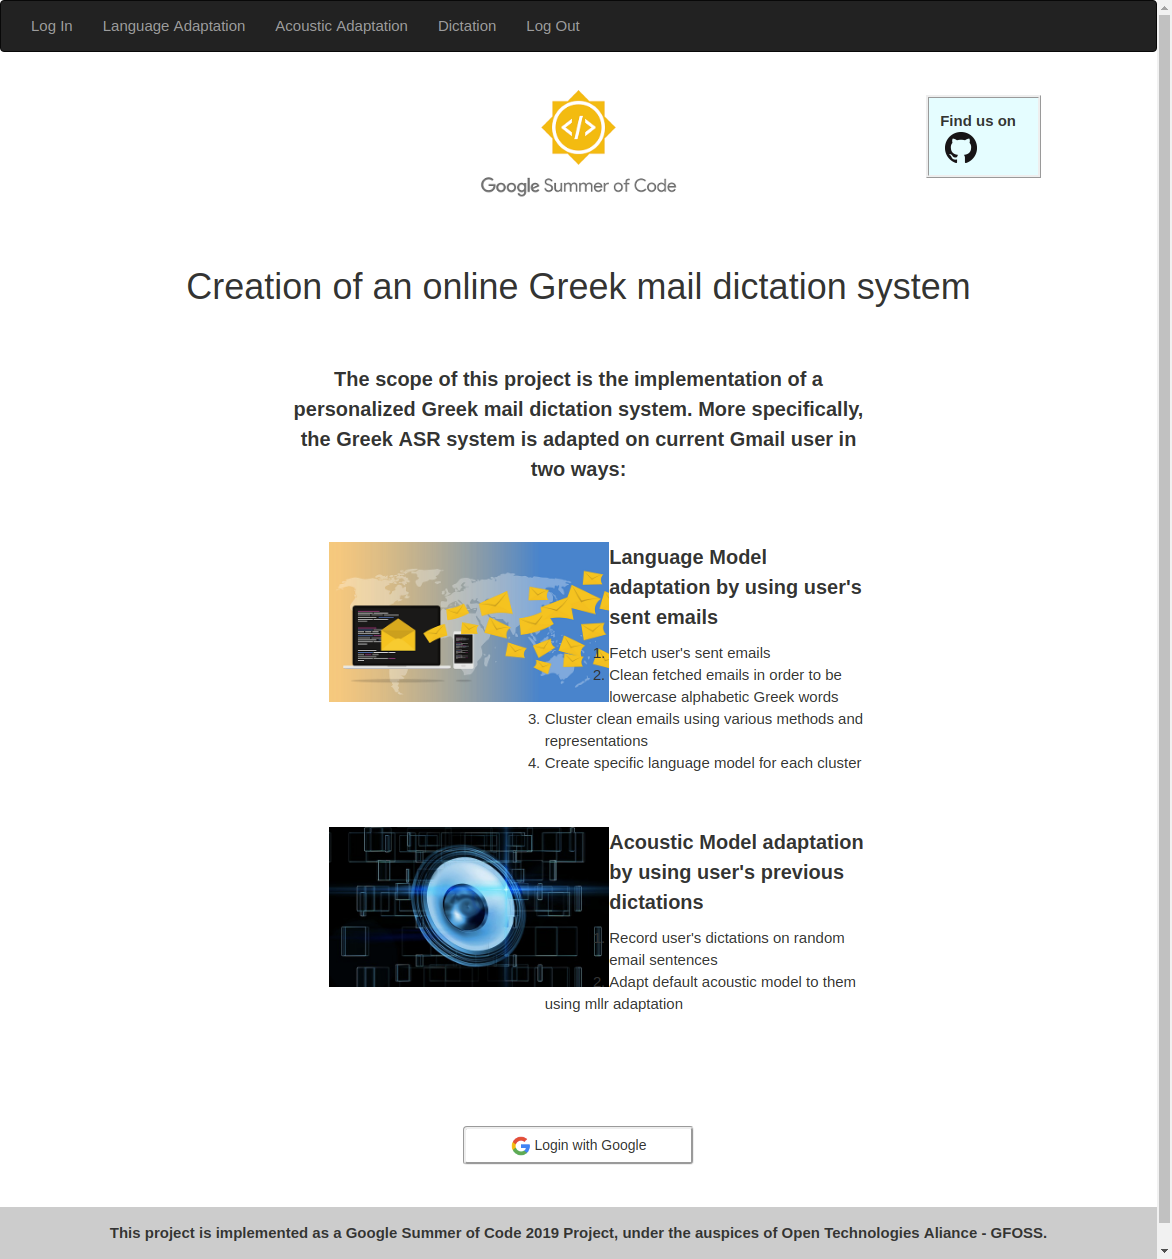 Log In Language Adaptation Acoustic Adaptation Dictation Log Out
Find us on
</>
Google Summer of Code
Creation of an online Greek mail dictation system
The scope of this project is the implementation of a
personalized Greek mail dictation system. More specifically,
the Greek ASR system is adapted on current Gmail user in
two ways:
Language Model
adaptation by using user's
sent emails
1. Fetch user's sent emails
2. Clean fetched emails in order to be
lowercase alphabetic Greek words
3. Cluster clean emails using various methods and
representations
4. Create specific language model for each cluster
Acoustic Model adaptation
by using user's previous
dictations
1. Record user's dictations on random
email sentences
2. Adapt default acoustic model to them
using mllr adaptation
Login with Google
This project is implemented as a Google Summer of Code 2019 Project, under the auspices of Open Technologies Aliance - GFOSS.